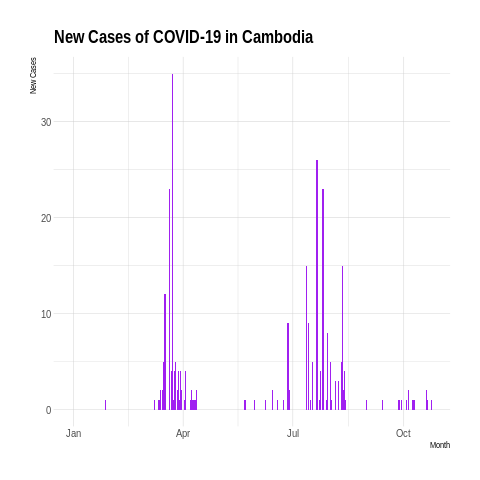 New Cases of COVID-19 in Cambodia
New Cases
30
20
10
0
Jan Apr Jul Oct
Month